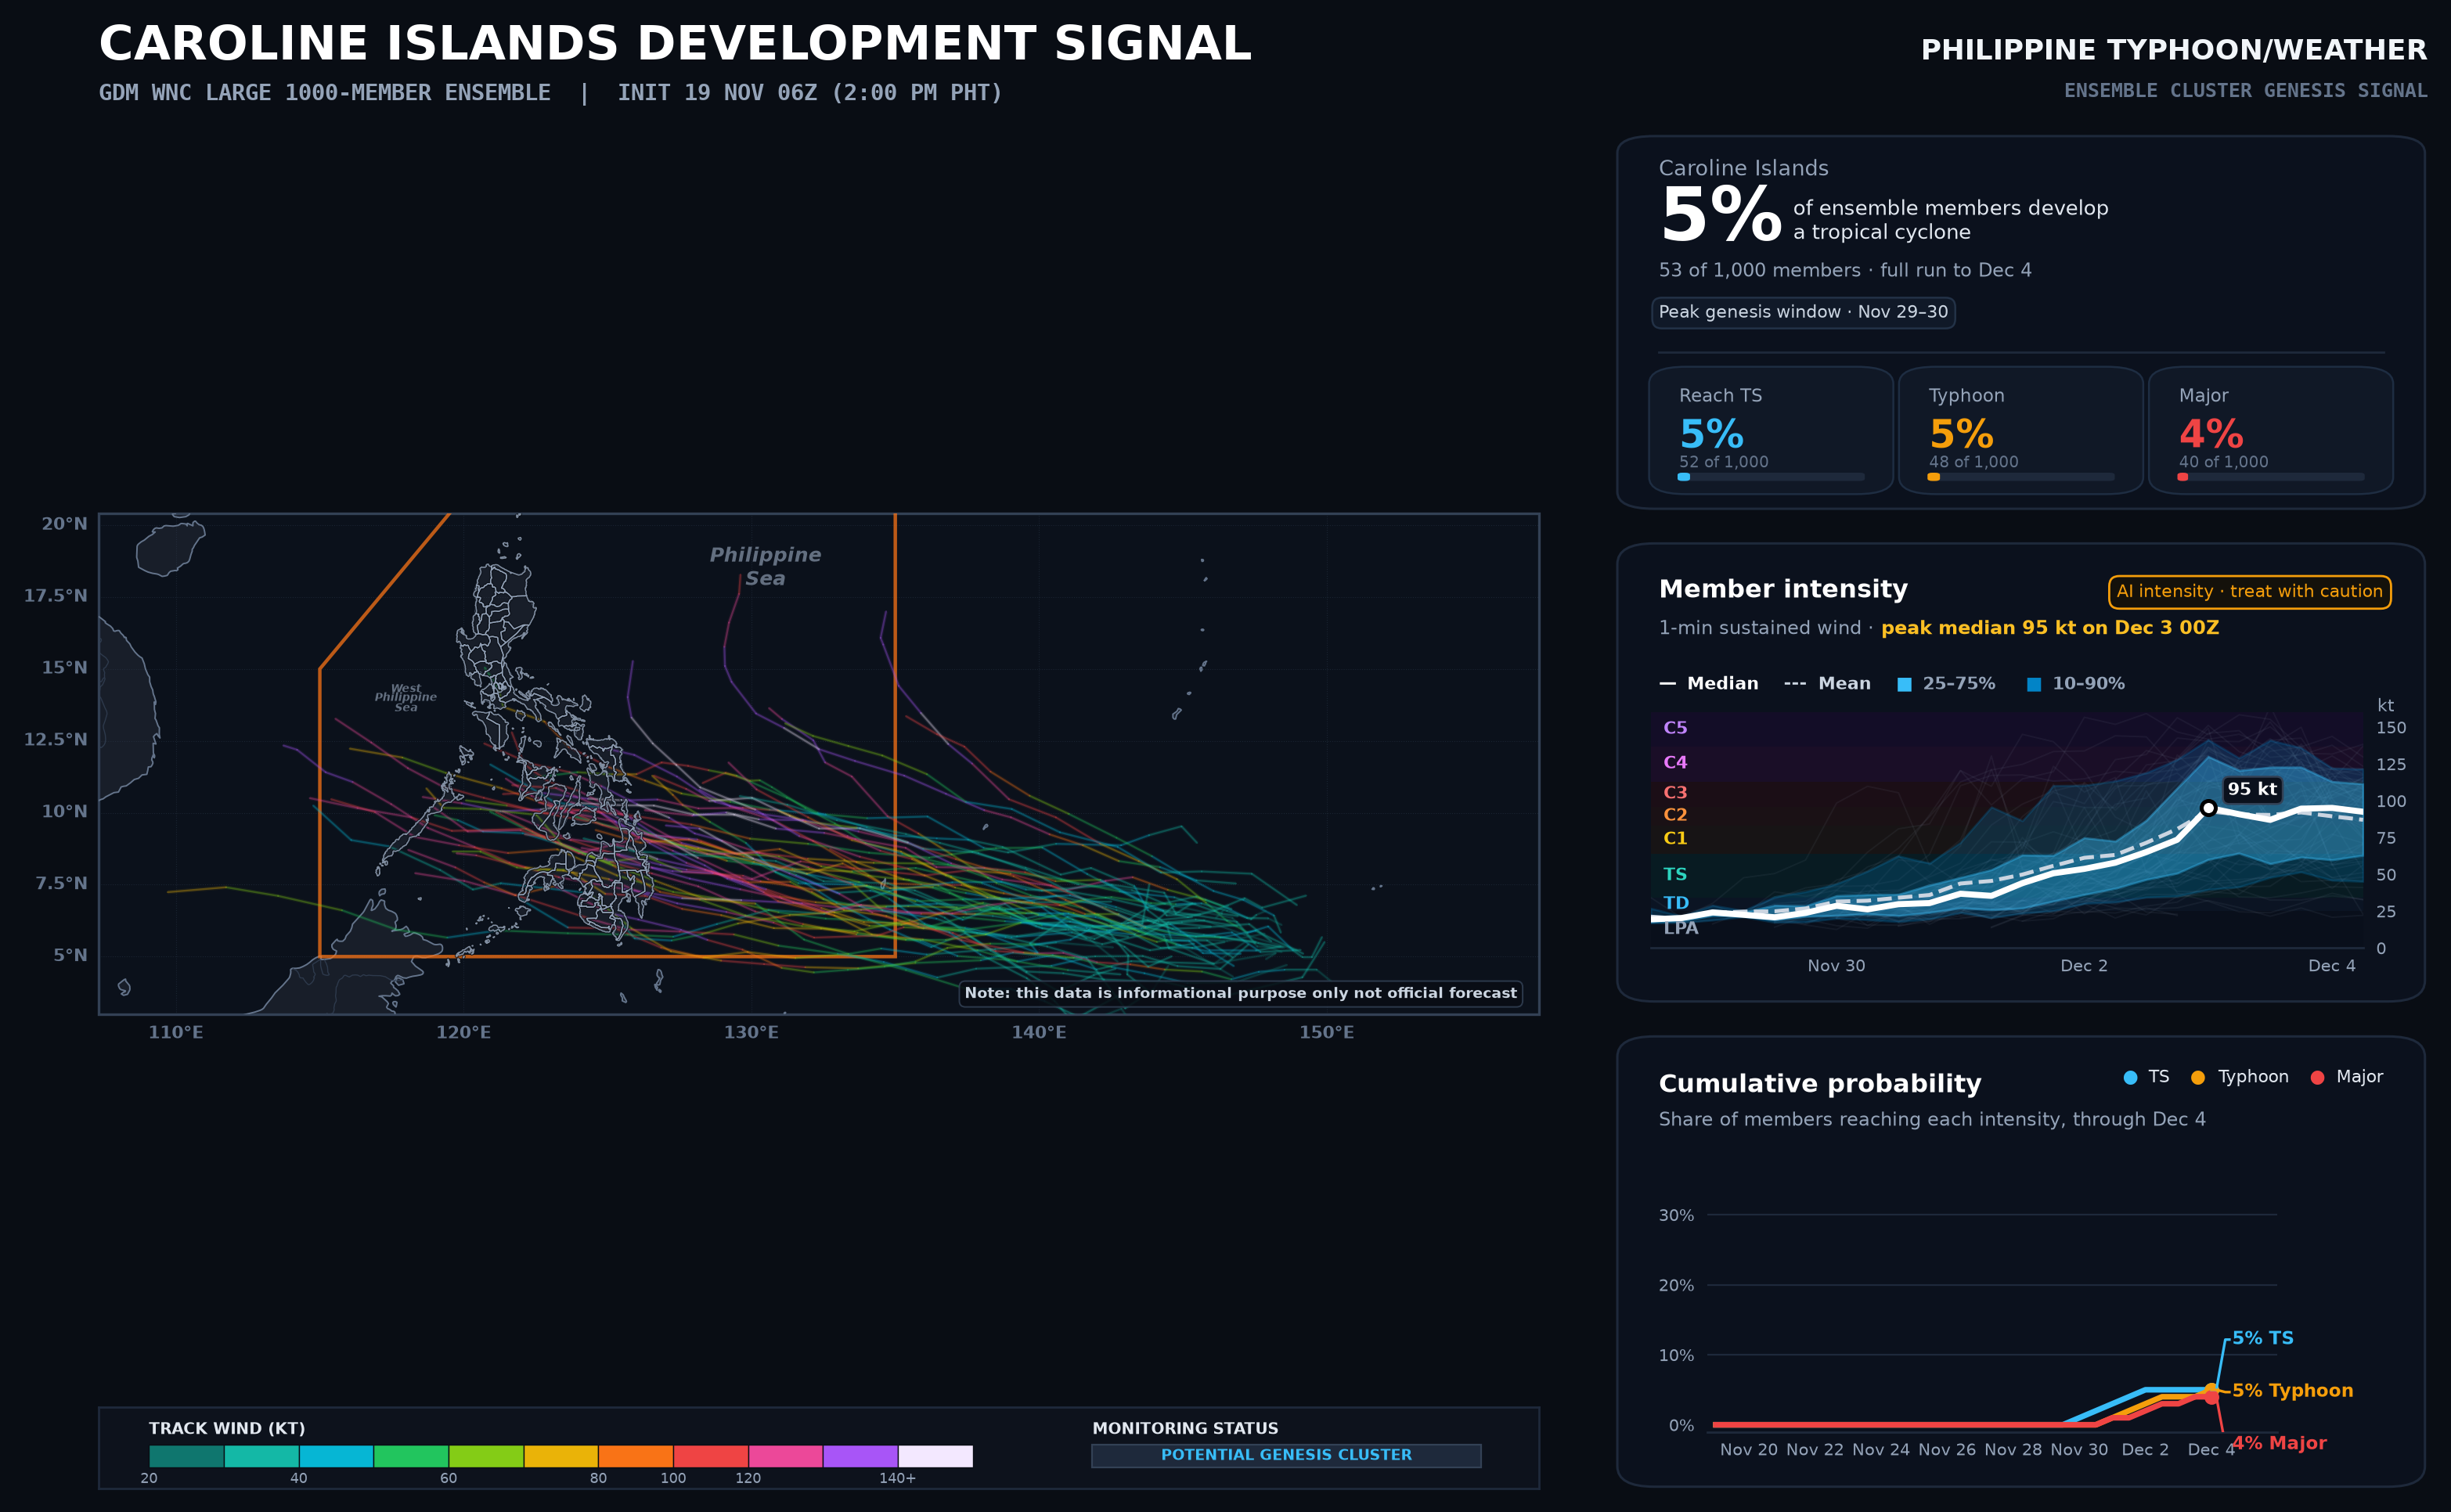 CAROLINE ISLANDS DEVELOPMENT SIGNAL
GDM WNC LARGE 1000-MEMBER ENSEMBLE | INIT 19 NOV 06Z (2:00 PM PHT)
PHILIPPINE TYPHOON/WEATHER
ENSEMBLE CLUSTER GENESIS SIGNAL
20°N
17.5°N
15°N
12.5°N
10°N
7.5°N
5°N
Philippine
Sea
West
Philippine
Sea
Note: this data is informational purpose only not official forecast
110°E
120°E
130°E
140°E
150°E
TRACK WIND (KT)
20
40
60
80
100
120
140+
MONITORING STATUS
POTENTIAL GENESIS CLUSTER
Caroline Islands
5%
of ensemble members develop
a tropical cyclone
53 of 1,000 members · full run to Dec 4
Peak genesis window · Nov 29–30
Reach TS
5%
52 of 1,000
Typhoon
5%
48 of 1,000
Major
4%
40 of 1,000
Member intensity
AI intensity · treat with caution
1-min sustained wind · peak median 95 kt on Dec 3 00Z
Median
Mean
25–75%
10–90%
kt
C5
C4
C3
C2
C1
TS
TD
LPA
95 kt
150
125
100
75
50
25
0
Nov 30
Dec 2
Dec 4
Cumulative probability
TS
Typhoon
Major
Share of members reaching each intensity, through Dec 4
30%
20%
10%
0%
5% TS
5% Typhoon
4% Major
Nov 20
Nov 22
Nov 24
Nov 26
Nov 28
Nov 30
Dec 2
Dec 4